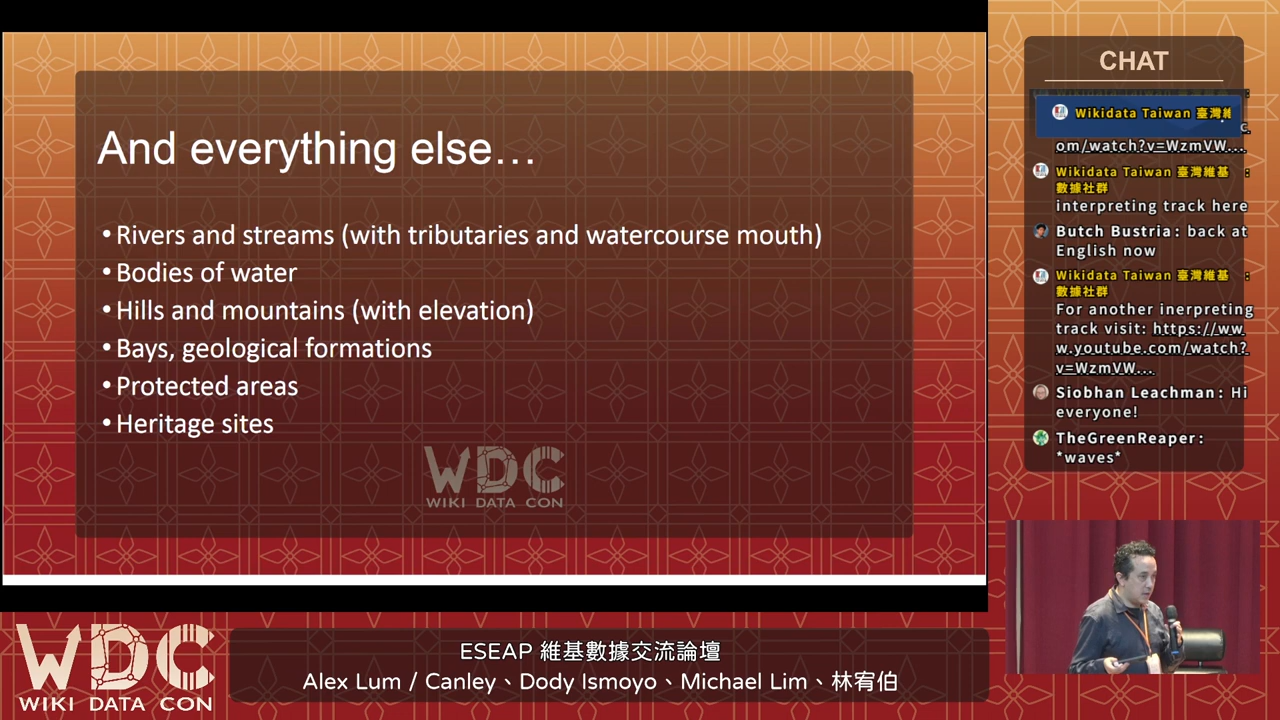 And everything else…
• Rivers and streams (with tributaries and watercourse mouth)
• Bodies of water
• Hills and mountains (with elevation)
• Bays, geological formations
• Protected areas
• Heritage sites
WDC
WIKI DATA CON
CHAT
Wikidata Taiwan
om/watch?v=WzmVW...
Wikidata Taiwan 臺灣維基 :
數據社群
interpreting track here
Butch Bustria: back at
English now
Wikidata Taiwan 臺灣維基 :
數據社群
For another inerpreting
track visit: https://ww
w.youtube.com/watch?
v=WzmVW...
Siobhan Leachman: Hi
everyone!
TheGreenReaper:
*waves*
WDC
WIKI DATA CON
ESEAP 維基數據交流論壇
Alex Lum / Canley、Dody Ismoyo、Michael Lim、林宥伯